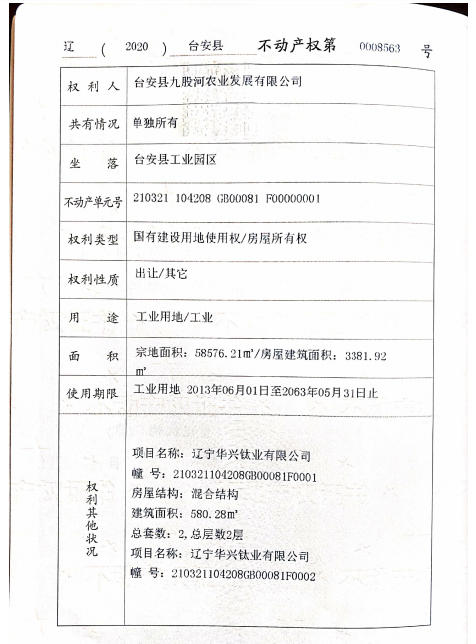 辽 ( 2020 ) 台安县 不动产权第 0008563 号
权利人 台安县九股河农业发展有限公司
共有情况 单独所有
坐落 台安县工业园区
不动产单元号 210321 104208 GB00081 F00000001
权利类型 国有建设用地使用权/房屋所有权
权利性质 出让/其它
用途 工业用地/工业
面积 宗地面积：58576.21㎡/房屋建筑面积：3381.92
㎡
使用期限 工业用地 2013年06月01日至2063年05月31日止
权利其他状况
项目名称：辽宁华兴钛业有限公司
幢 号：210321104208GB00081F0001
房屋结构：混合结构
建筑面积：580.28㎡
总套数：2,总层数2层
项目名称：辽宁华兴钛业有限公司
幢 号：210321104208GB00081F0002